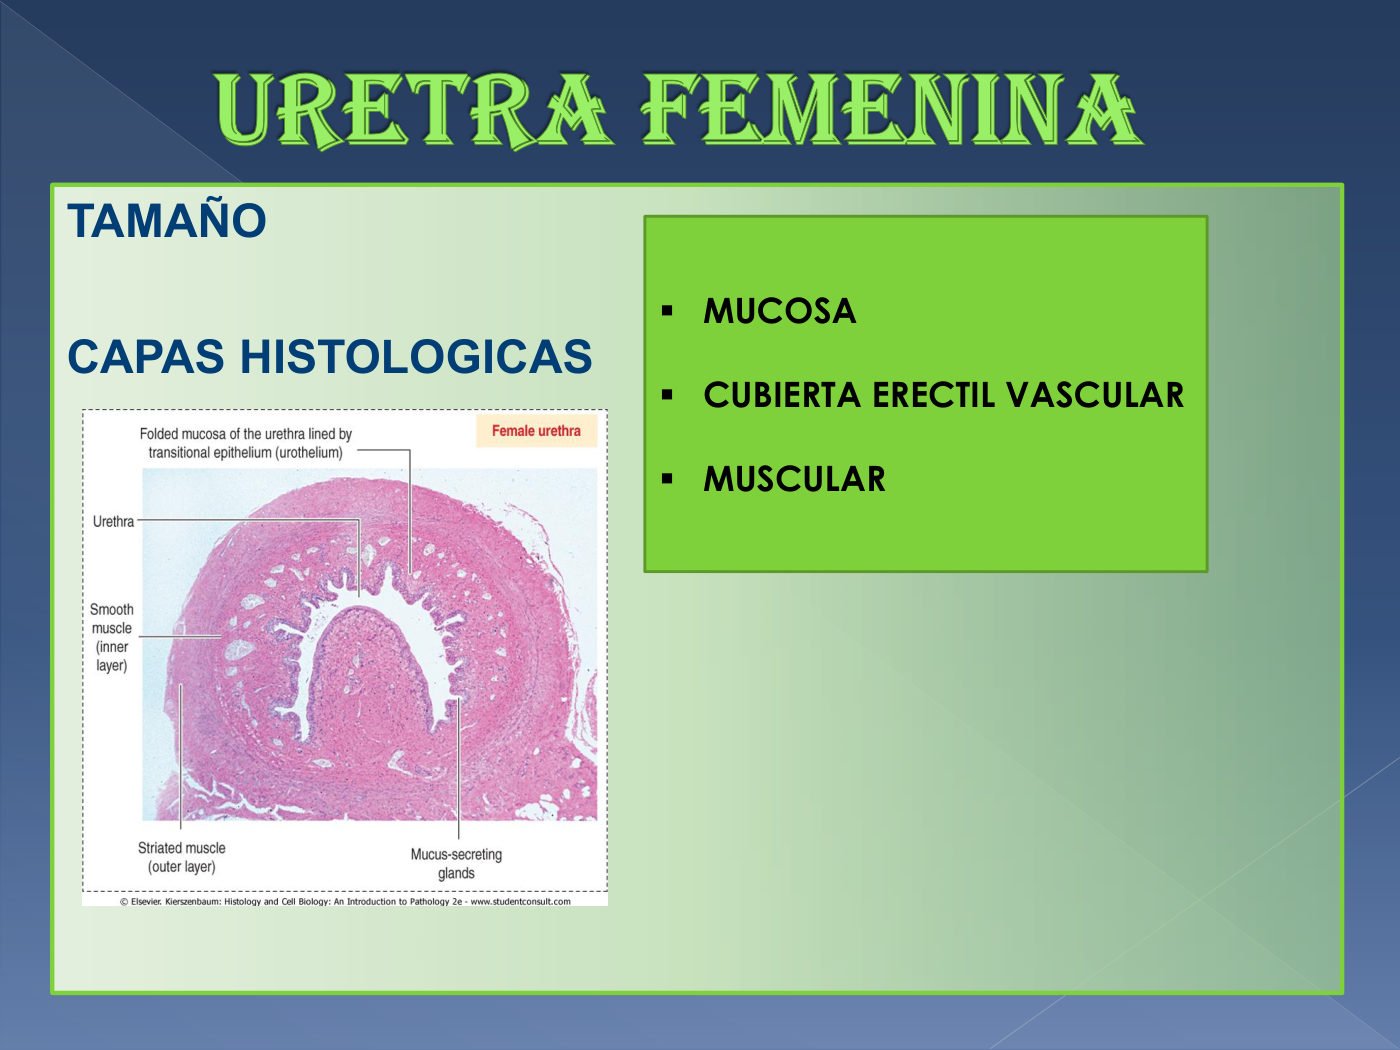 URETRA FEMENINA
TAMAÑO
CAPAS HISTOLOGICAS
Female urethra
Folded mucosa of the urethra lined by
transitional epithelium (urothelium)
Urethra
Smooth
muscle
(inner
layer)
Striated muscle
(outer layer)
Mucus-secreting
glands
© Elsevier. Kierszenbaum: Histology and Cell Biology: An Introduction to Pathology 2e - www.studentconsult.com
▪ MUCOSA
▪ CUBIERTA ERECTIL VASCULAR
▪ MUSCULAR